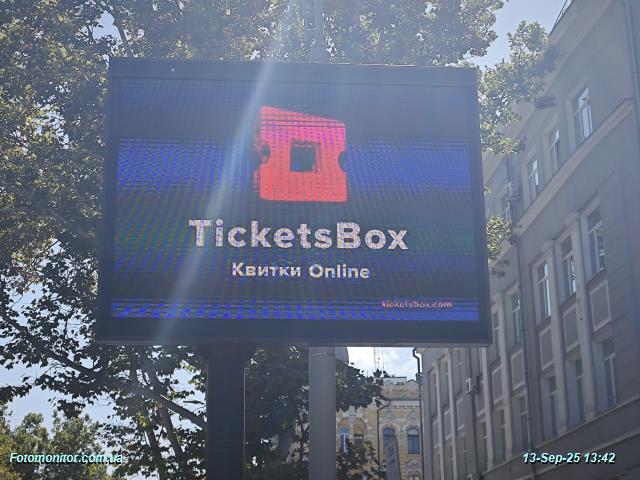 TicketsBox
Квитки Online
ticketsbox.com
Fotomonitor.com.ua
13-Sep-25 13:42